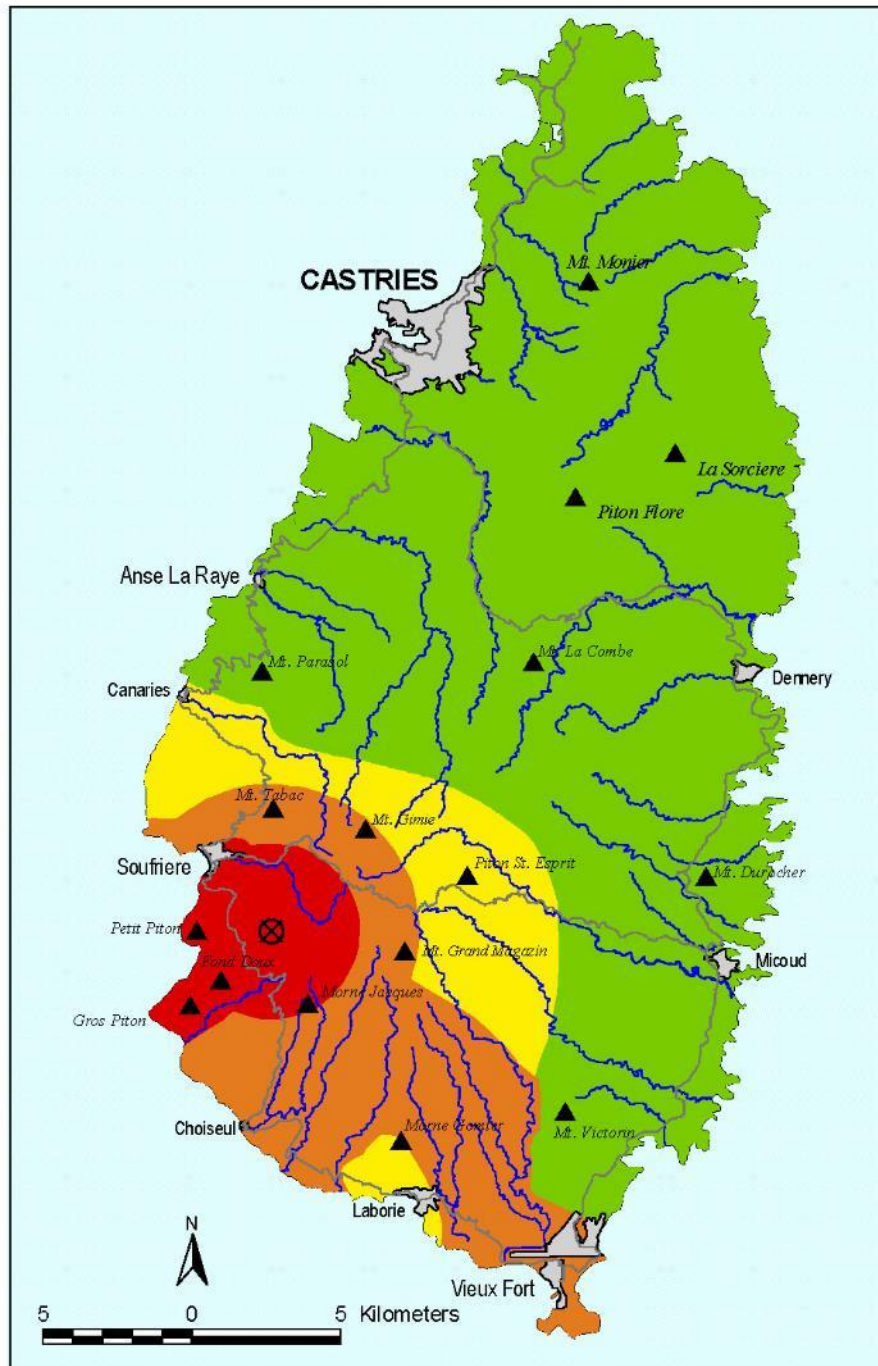 Mt. Monier
CASTRIES
La Sorciere
Piton Flore
Anse La Raye
Mt. La Combe
Mt. Parasol
Dennery
Canaries
Mt. Tabac
Mt. Gimie
Soufriere
Piton St. Esprit
Mt. Durocher
Petit Piton
Mt. Grand Magazin
Fond Doux
Micoud
Morne Jacques
Gros Piton
Choiseul
Morne Gomier
Mt. Victorin
Laborie
N
Vieux Fort
5 0 5 Kilometers